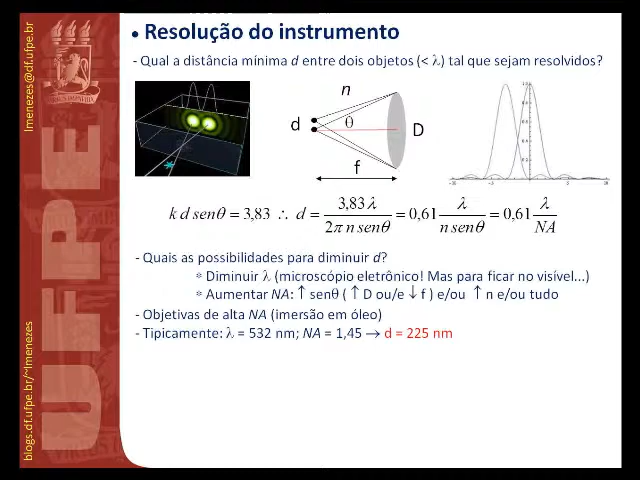 lmenezes@df.ufpe.br
blogs.df.ufpe.br/~lmenezes
UFPE
• Resolução do instrumento
- Qual a distância mínima d entre dois objetos (< λ) tal que sejam resolvidos?
n
d
θ
D
f
k d senθ = 3,83 ∴ d = 3,83 λ / 2π n senθ = 0,61 λ / n senθ = 0,61 λ / NA
- Quais as possibilidades para diminuir d?
* Diminuir λ (microscópio eletrônico! Mas para ficar no visível...)
* Aumentar NA: ↑ senθ ( ↑ D ou/e ↓ f ) e/ou ↑ n e/ou tudo
- Objetivas de alta NA (imersão em óleo)
- Tipicamente: λ = 532 nm; NA = 1,45 → d = 225 nm